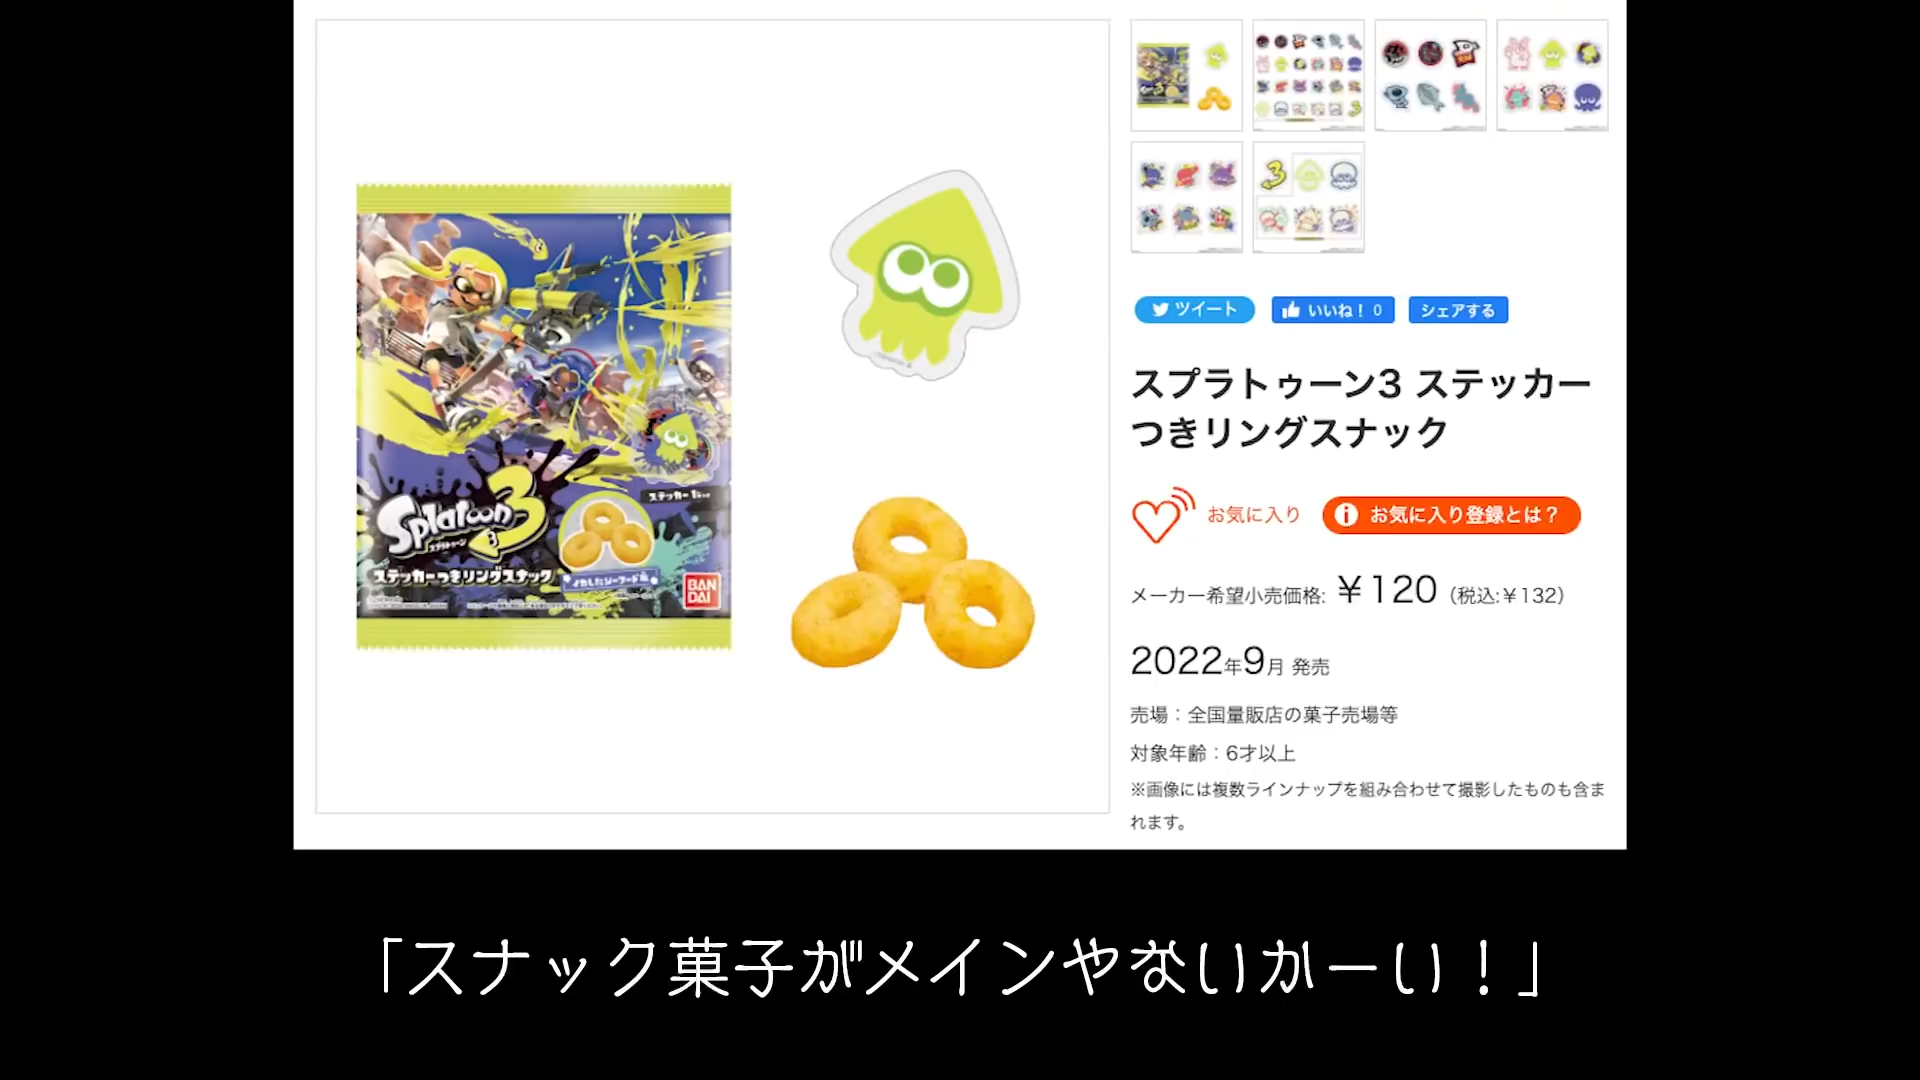 Splatoon 3
スプラトゥーン
ステッカーつきリングスナック
BAN
DAI
ツイート
いいね！ 0
シェアする
スプラトゥーン3 ステッカー
つきリングスナック
お気に入り
お気に入り登録とは？
メーカー希望小売価格: ￥120（税込:￥132）
2022年9月 発売
売場：全国量販店の菓子売場等
対象年齢：6才以上
※画像には複数ラインナップを組み合わせて撮影したものも含ま
れます。
「スナック菓子がメインやないかーい！」